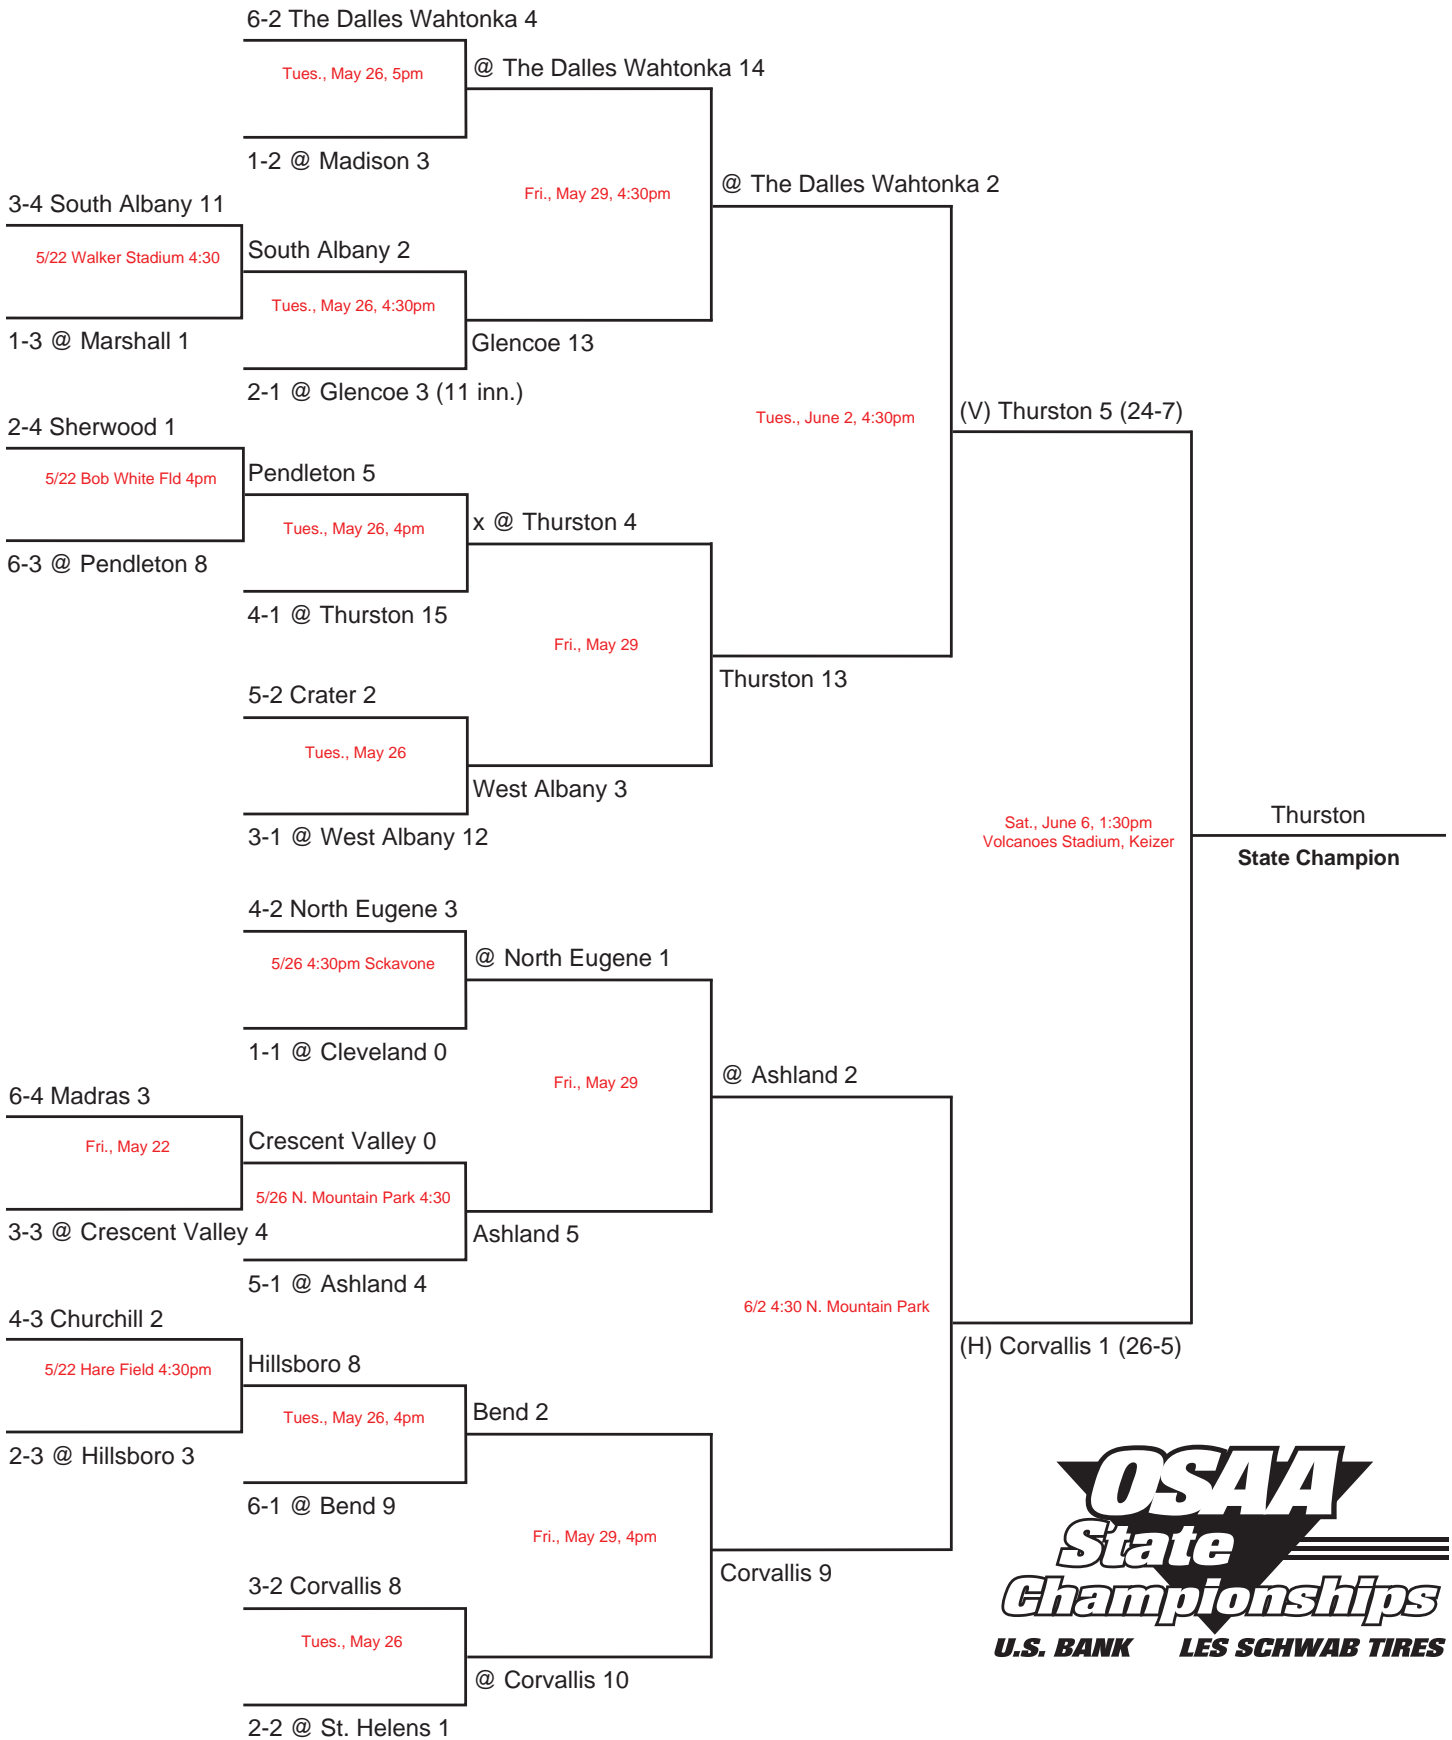 6-2 The Dalles Wahtonka 4
Tues., May 26, 5pm
@ The Dalles Wahtonka 14
1-2 @ Madison 3
Fri., May 29, 4:30pm
@ The Dalles Wahtonka 2
3-4 South Albany 11
5/22 Walker Stadium 4:30
South Albany 2
Tues., May 26, 4:30pm
1-3 @ Marshall 1
Glencoe 13
2-1 @ Glencoe 3 (11 inn.)
Tues., June 2, 4:30pm
(V) Thurston 5 (24-7)
2-4 Sherwood 1
5/22 Bob White Fld 4pm
Pendleton 5
Tues., May 26, 4pm
x @ Thurston 4
6-3 @ Pendleton 8
4-1 @ Thurston 15
Fri., May 29
Thurston 13
5-2 Crater 2
Tues., May 26
West Albany 3
3-1 @ West Albany 12
Sat., June 6, 1:30pm
Volcanoes Stadium, Keizer
Thurston
State Champion
4-2 North Eugene 3
5/26 4:30pm Sckavone
@ North Eugene 1
1-1 @ Cleveland 0
Fri., May 29
@ Ashland 2
6-4 Madras 3
Fri., May 22
Crescent Valley 0
5/26 N. Mountain Park 4:30
3-3 @ Crescent Valley 4
Ashland 5
5-1 @ Ashland 4
6/2 4:30 N. Mountain Park
(H) Corvallis 1 (26-5)
4-3 Churchill 2
5/22 Hare Field 4:30pm
Hillsboro 8
Tues., May 26, 4pm
Bend 2
2-3 @ Hillsboro 3
6-1 @ Bend 9
Fri., May 29, 4pm
Corvallis 9
3-2 Corvallis 8
Tues., May 26
@ Corvallis 10
2-2 @ St. Helens 1
OSAA
State
Championships
U.S. BANK LES SCHWAB TIRES